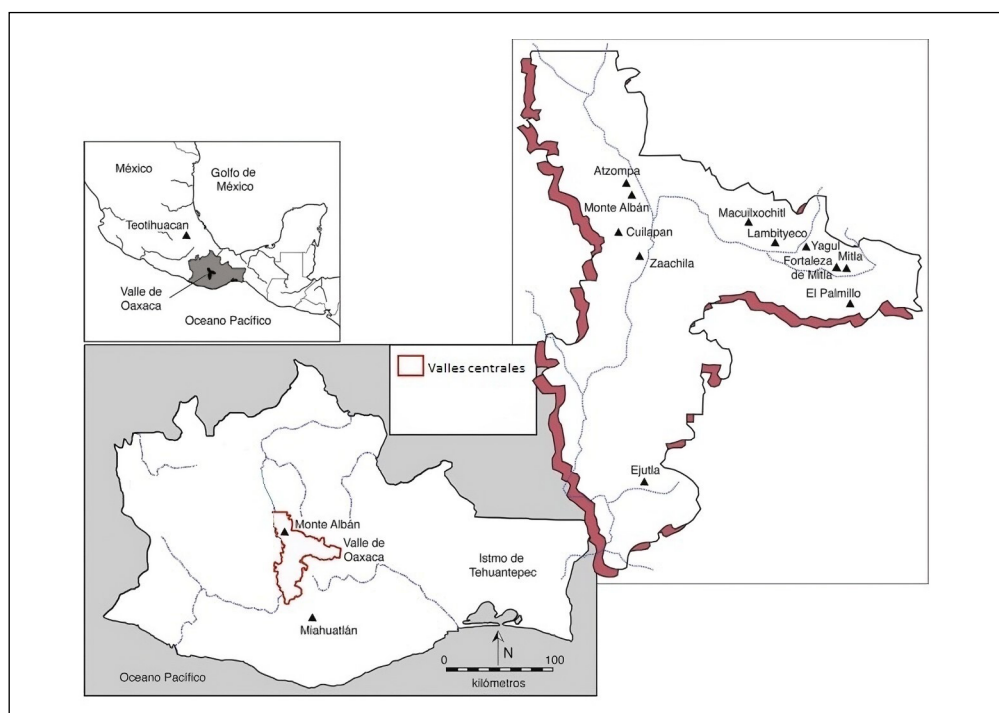 México
Golfo de
México
Teotihuacan
Valle de
Oaxaca
Oceano Pacífico
Atzompa
Monte Albán
Cuilapan
Zaachila
Macuilxochitl
Lambityeco
Yagul
Fortaleza
de Mitla
Mitla
El Palmillo
Ejutla
Valles centrales
Monte Albán
Valle de
Oaxaca
Istmo de
Tehuantepec
Miahuatlán
Oceano Pacífico
N
0 100
kilómetros